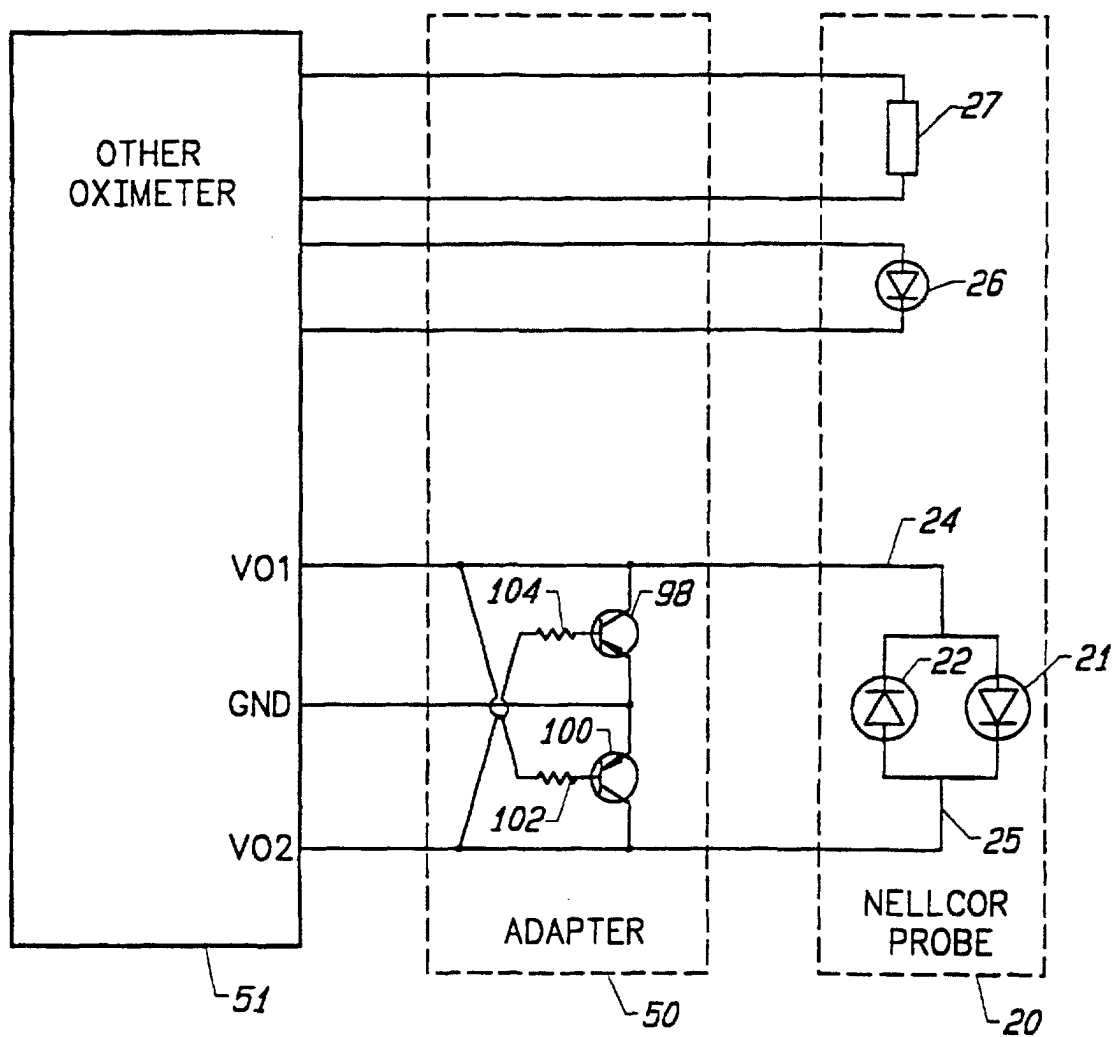 OTHER
OXIMETER
27
26
24
VO1
104
98
22
21
GND
100
102
25
VO2
ADAPTER
NELLCOR
PROBE
51
50
20